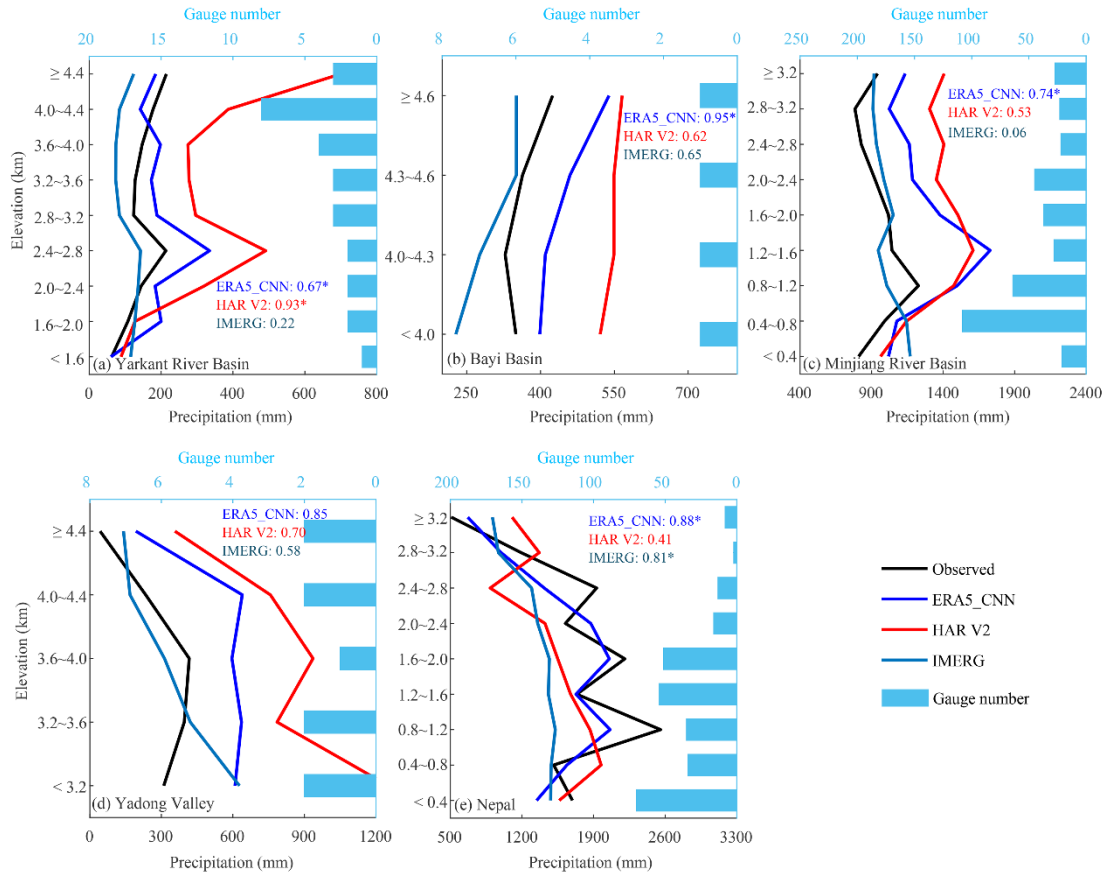 Gauge number
20 15 10 5 0
Elevation (km)
≥ 4.4
4.0~4.4
3.6~4.0
3.2~3.6
2.8~3.2
2.4~2.8
2.0~2.4
1.6~2.0
< 1.6
ERA5_CNN: 0.67*
HAR V2: 0.93*
IMERG: 0.22
(a) Yarkant River Basin
0 200 400 600 800
Precipitation (mm)
Gauge number
8 6 4 2 0
≥ 4.6
4.3~4.6
4.0~4.3
< 4.0
ERA5_CNN: 0.95*
HAR V2: 0.62
IMERG: 0.65
(b) Bayi Basin
250 400 550 700
Precipitation (mm)
Gauge number
250 200 150 100 50 0
≥ 3.2
2.8~3.2
2.4~2.8
2.0~2.4
1.6~2.0
1.2~1.6
0.8~1.2
0.4~0.8
< 0.4
ERA5_CNN: 0.74*
HAR V2: 0.53
IMERG: 0.06
(c) Minjiang River Basin
400 900 1400 1900 2400
Precipitation (mm)
Gauge number
8 6 4 2 0
Elevation (km)
≥ 4.4
4.0~4.4
3.6~4.0
3.2~3.6
< 3.2
ERA5_CNN: 0.85
HAR V2: 0.70
IMERG: 0.58
(d) Yadong Valley
0 300 600 900 1200
Precipitation (mm)
Gauge number
200 150 100 50 0
≥ 3.2
2.8~3.2
2.4~2.8
2.0~2.4
1.6~2.0
1.2~1.6
0.8~1.2
0.4~0.8
< 0.4
ERA5_CNN: 0.88*
HAR V2: 0.41
IMERG: 0.81*
(e) Nepal
500 1200 1900 2600 3300
Precipitation (mm)
Observed
ERA5_CNN
HAR V2
IMERG
Gauge number